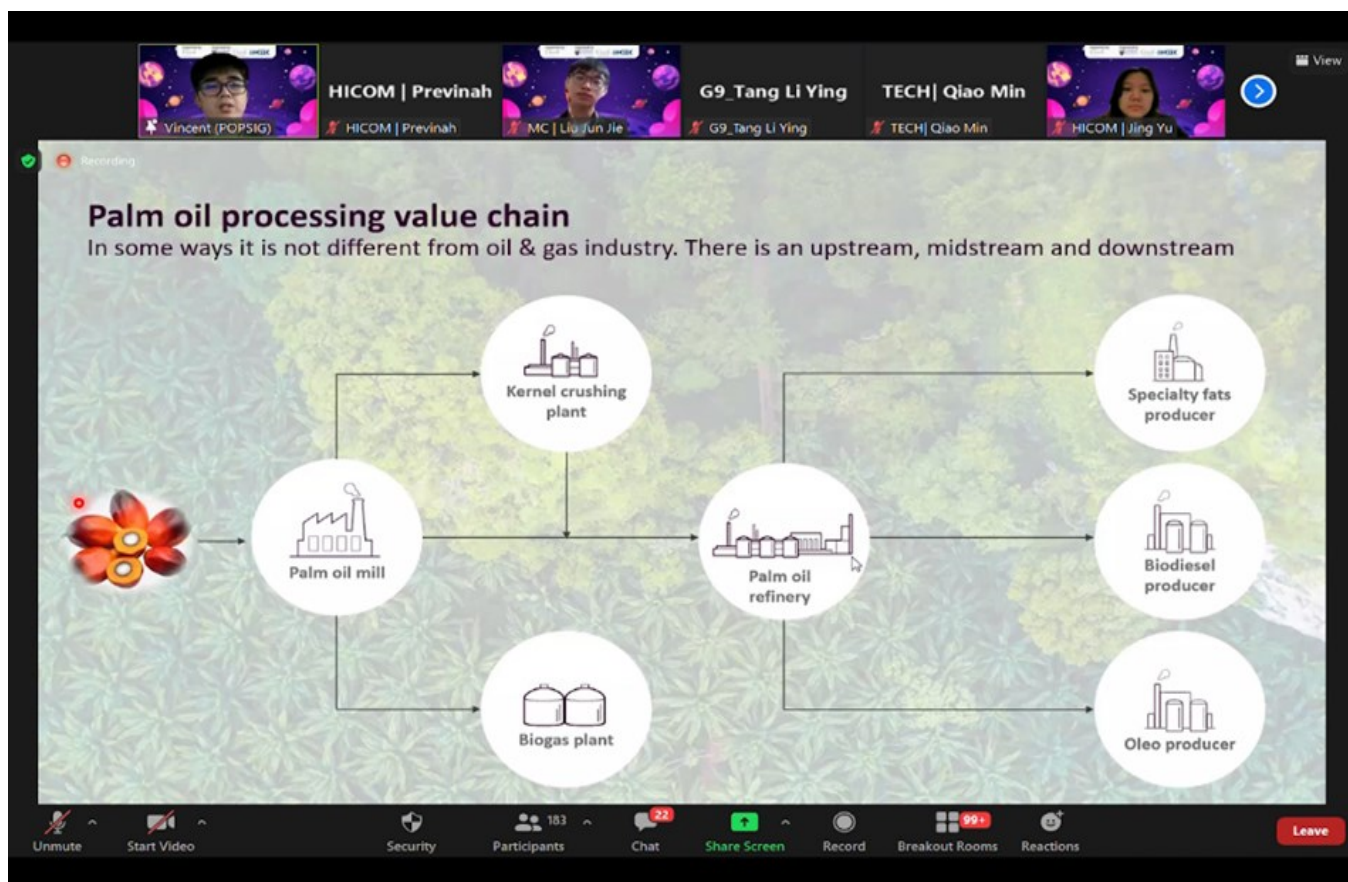 View
HICOM | Previnah
G9_Tang Li Ying
TECH| Qiao Min
Vincent (POPSIG)
HICOM | Previnah
MC | Liu Jun Jie
G9_Tang Li Ying
TECH| Qiao Min
HICOM | Jing Yu
Recording
Palm oil processing value chain
In some ways it is not different from oil & gas industry. There is an upstream, midstream and downstream
Kernel crushing
plant
Specialty fats
producer
Palm oil mill
Palm oil
refinery
Biodiesel
producer
Biogas plant
Oleo producer
183
22
99+
Unmute
Start Video
Security
Participants
Chat
Share Screen
Record
Breakout Rooms
Reactions
Leave